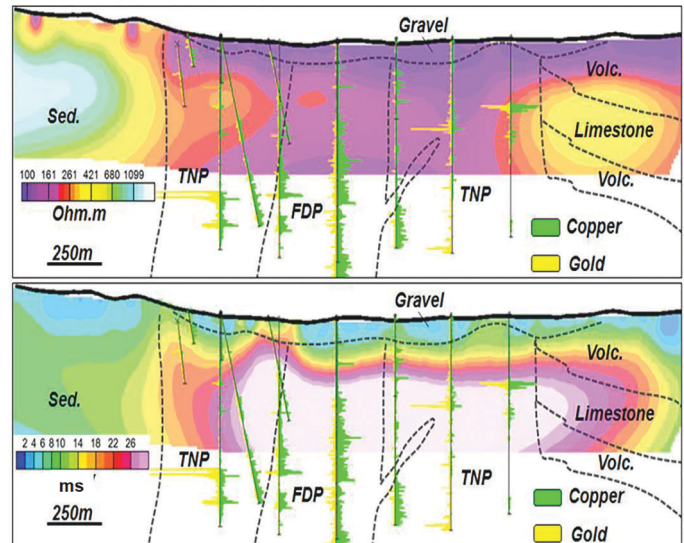 Gravel
Volc.
Sed.
Limestone
100 161 261 421 680 1099
TNP
TNP
Volc.
Ohm.m
FDP
Copper
250m
Gold
Gravel
Volc.
Sed.
Limestone
2 4 6 8 10 14 18 22 26
TNP
Volc.
ms
FDP
TNP
Copper
250m
Gold